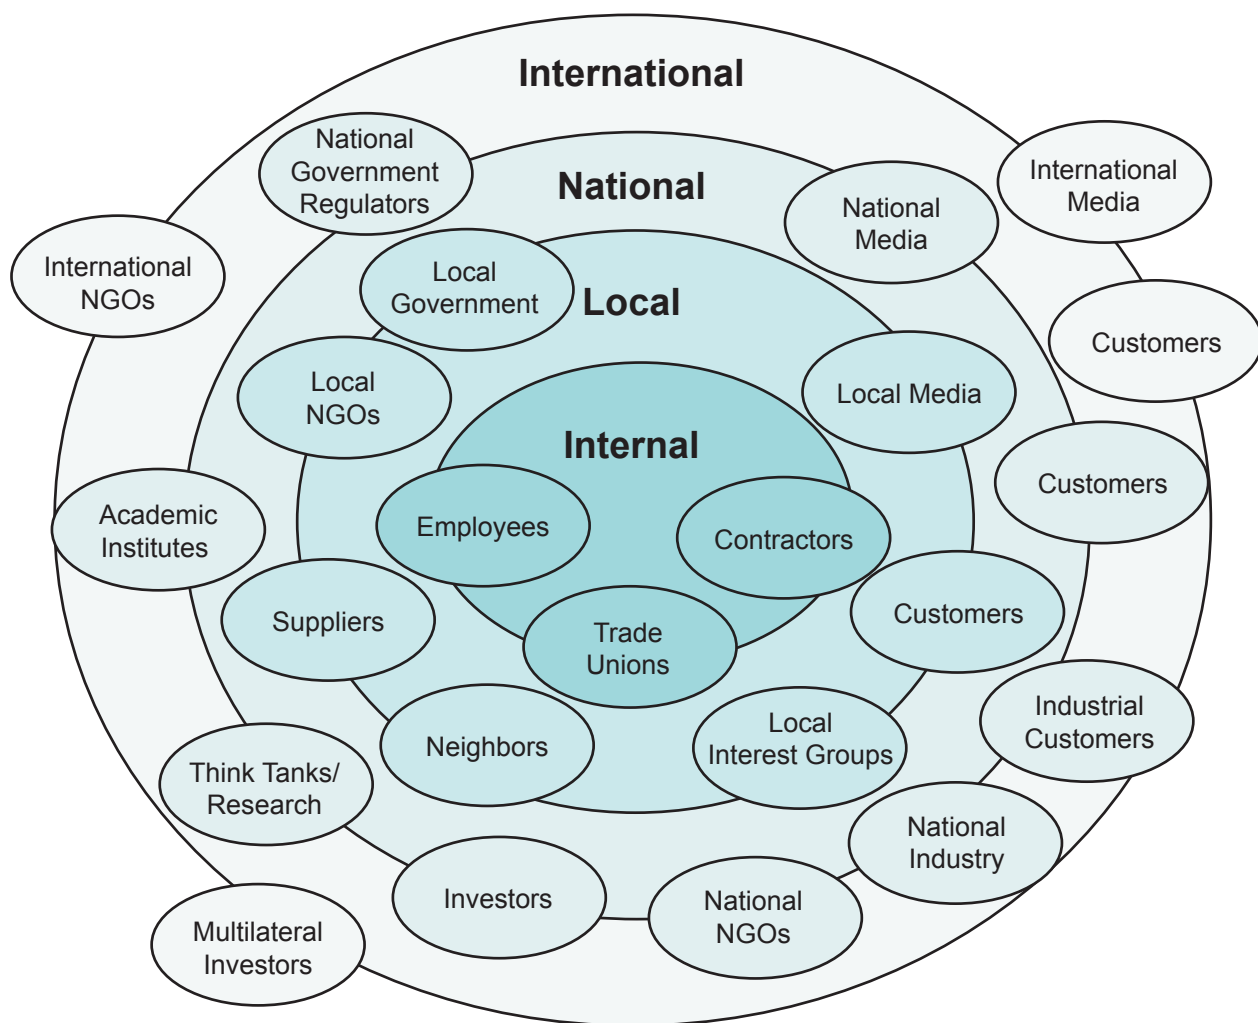 International
National
Government
Regulators
International
Media
National
National
Media
International
NGOs
Local
Government
Local
Customers
Local
NGOs
Local Media
Internal
Customers
Academic
Institutes
Employees
Contractors
Suppliers
Customers
Trade
Unions
Neighbors
Local
Interest Groups
Industrial
Customers
Think Tanks/
Research
National
Industry
Investors
National
NGOs
Multilateral
Investors